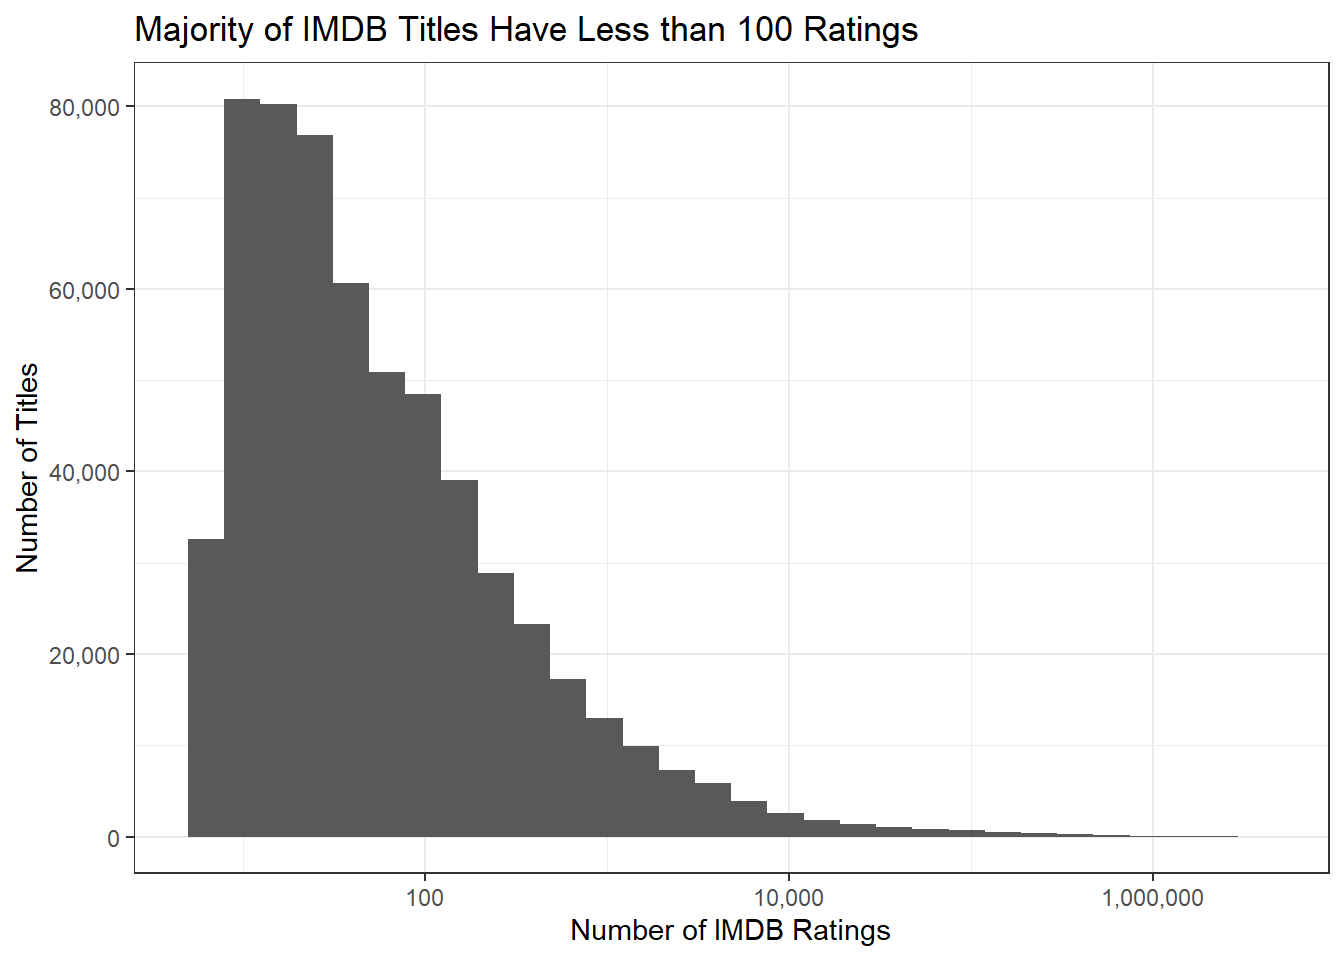 Majority of IMDB Titles Have Less than 100 Ratings
80,000
60,000
40,000
20,000
0
Number of Titles
100
10,000
1,000,000
Number of IMDB Ratings